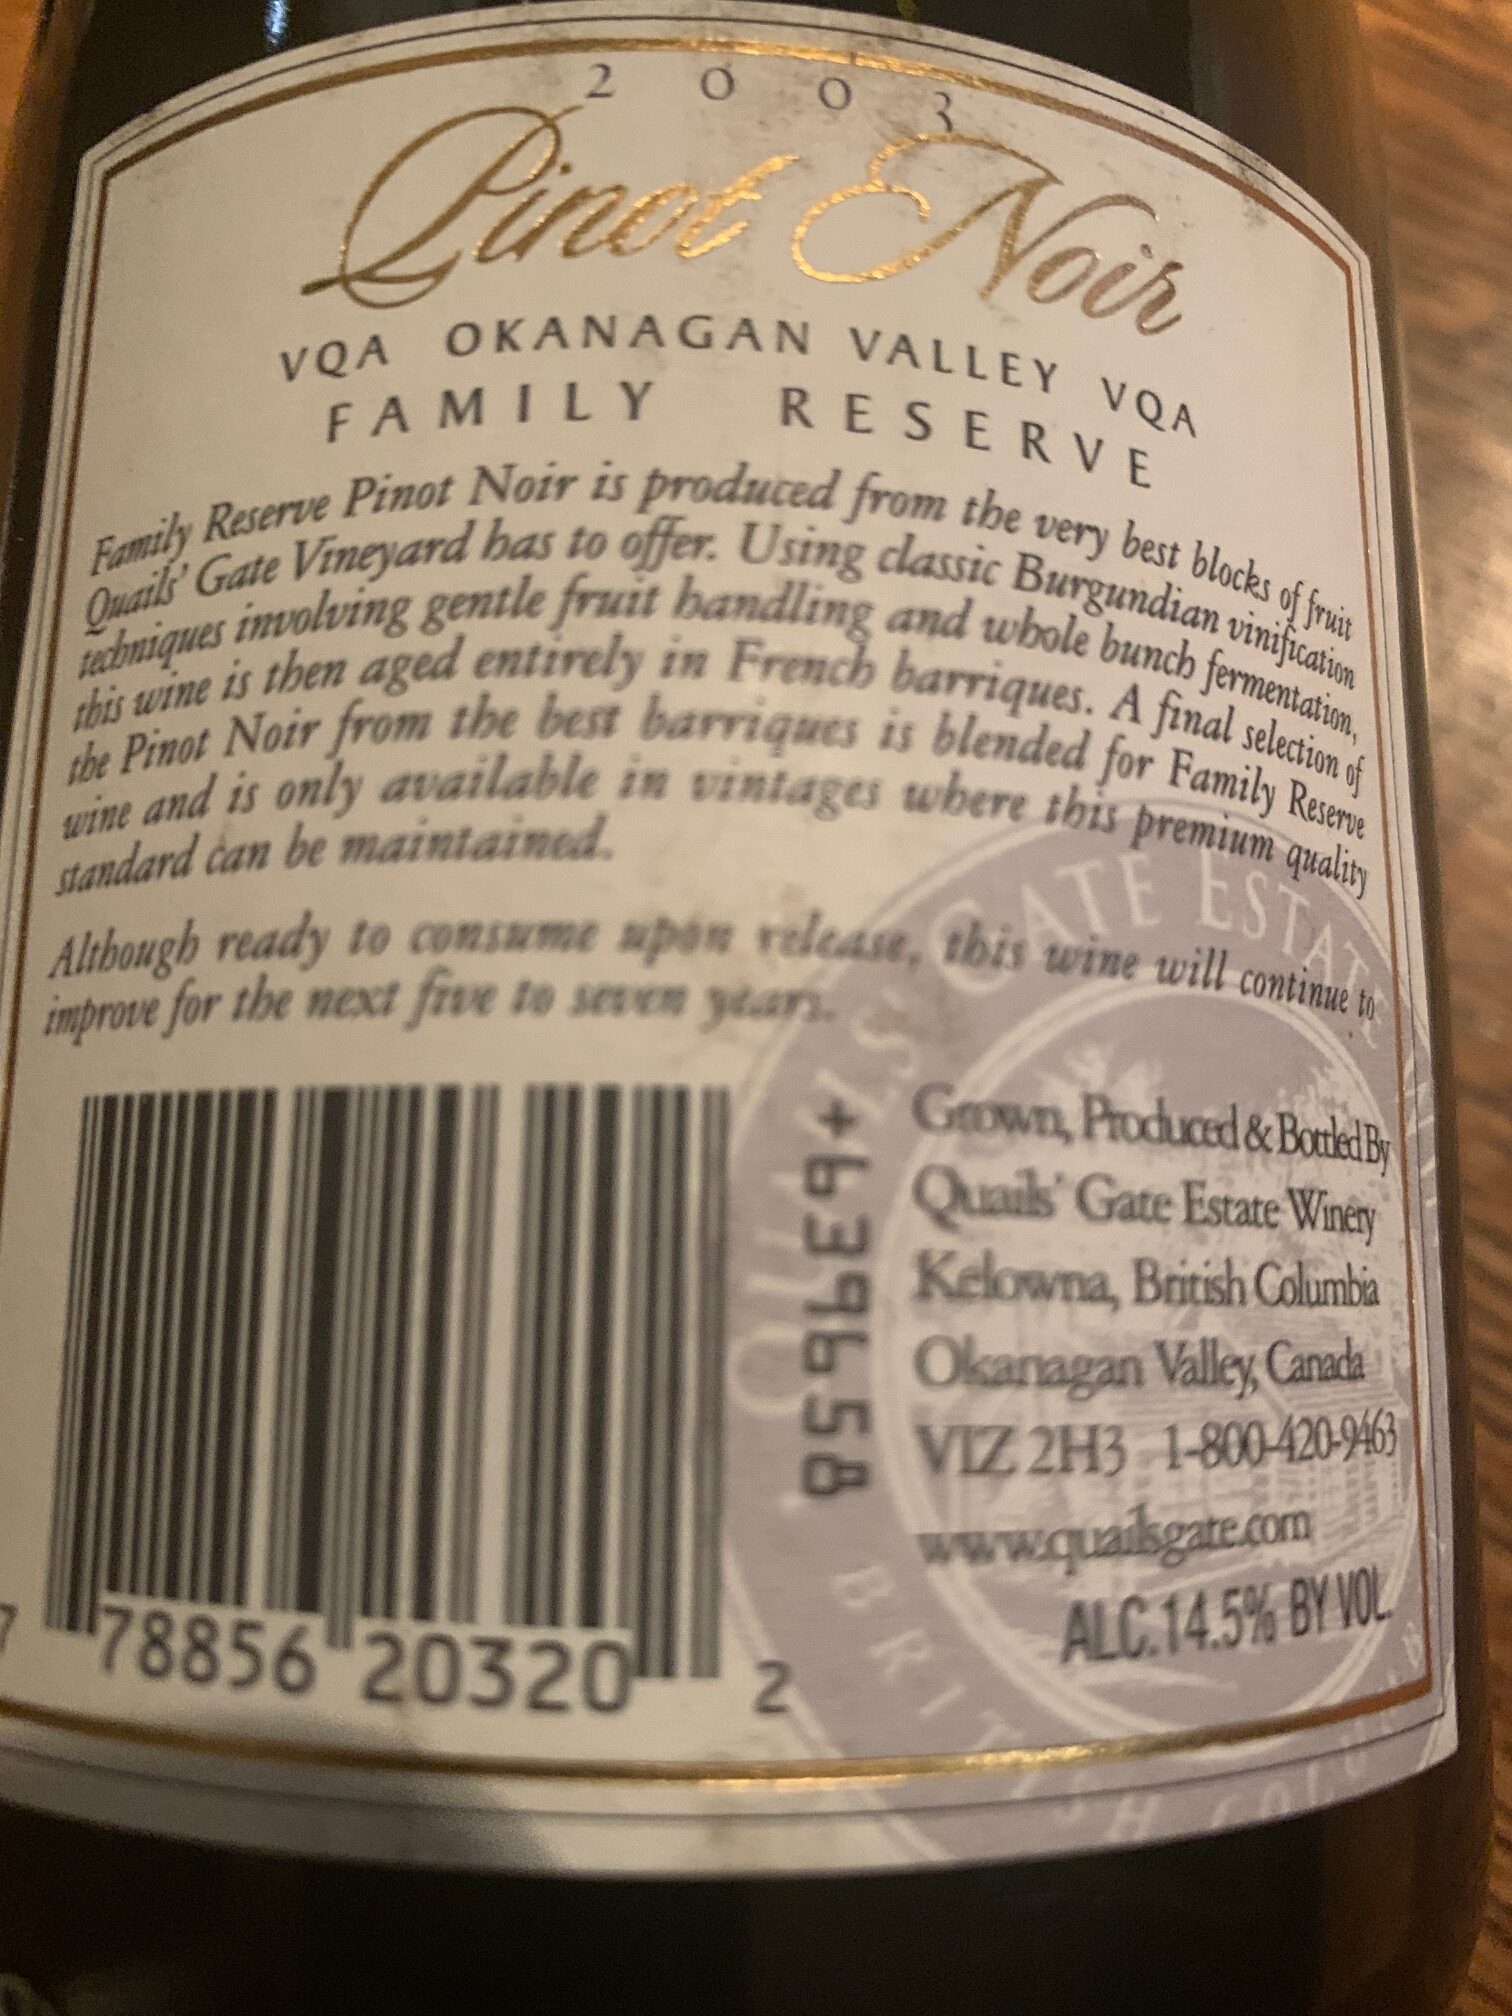 2003
Pinot Noir
VQA OKANAGAN VALLEY VQA
FAMILY RESERVE
Family Reserve Pinot Noir is produced from the very best blocks of fruit
Quails' Gate Vineyard has to offer. Using classic Burgundian vinification
techniques involving gentle fruit handling and whole bunch fermentation,
this wine is then aged entirely in French barriques. A final selection of
the Pinot Noir from the best barriques is blended for Family Reserve
wine and is only available in vintages where this premium quality
standard can be maintained.
Although ready to consume upon release, this wine will continue to
improve for the next five to seven years.
+639658
Grown, Produced & Bottled By
Quails' Gate Estate Winery
Kelowna, British Columbia
Okanagan Valley, Canada
V1Z 2H3 1-800-420-9463
www.quailsgate.com
ALC.14.5% BY VOL.
7 78856 20320 2
QUAILS' GATE ESTATE
BRITISH COLUMBIA